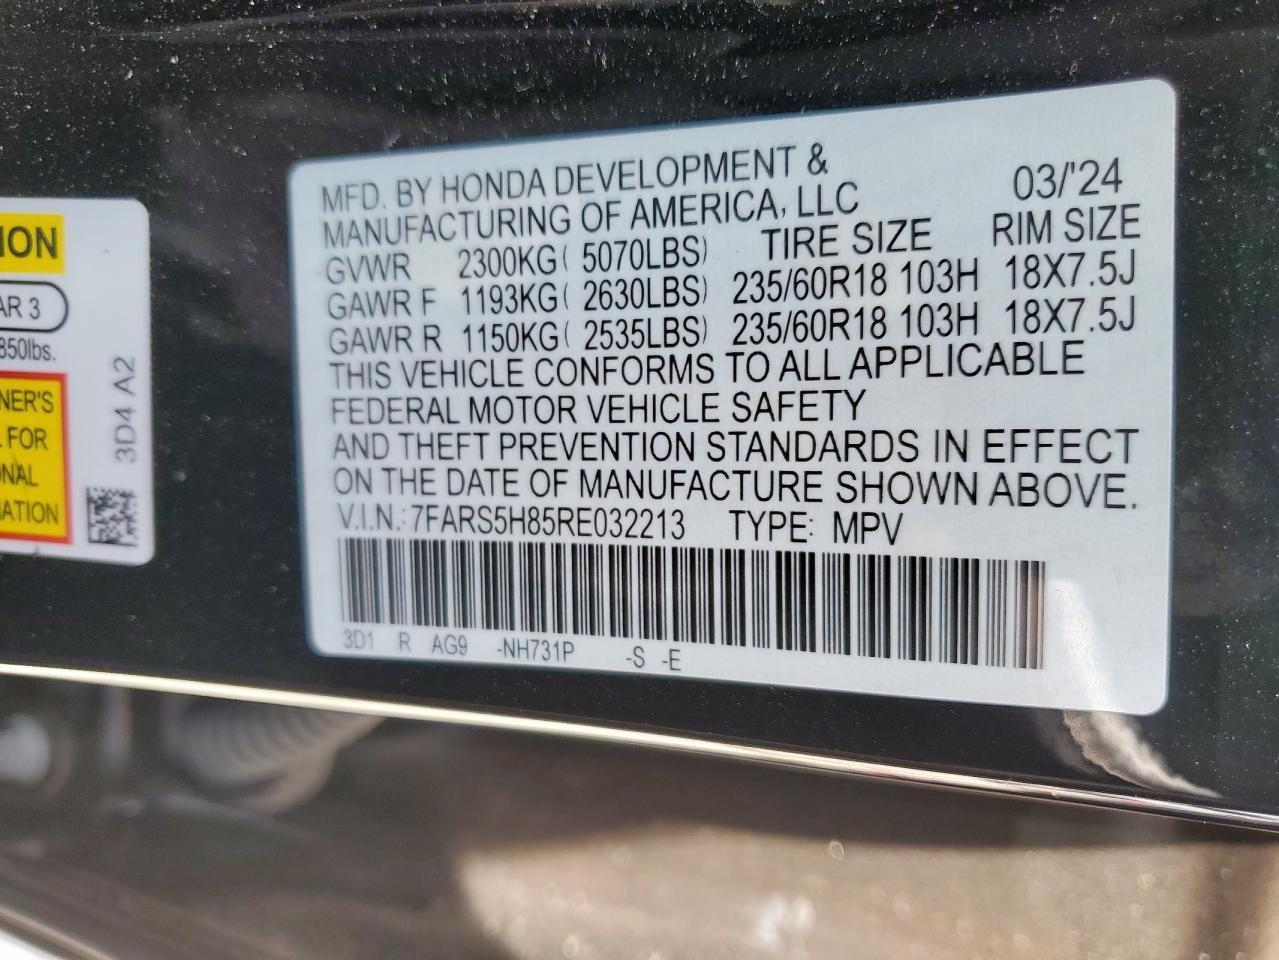 MFD. BY HONDA DEVELOPMENT &
MANUFACTURING OF AMERICA, LLC 03/'24
GVWR 2300KG( 5070LBS) TIRE SIZE RIM SIZE
GAWR F 1193KG( 2630LBS) 235/60R18 103H 18X7.5J
GAWR R 1150KG( 2535LBS) 235/60R18 103H 18X7.5J
THIS VEHICLE CONFORMS TO ALL APPLICABLE
FEDERAL MOTOR VEHICLE SAFETY
AND THEFT PREVENTION STANDARDS IN EFFECT
ON THE DATE OF MANUFACTURE SHOWN ABOVE.
V.I.N.: 7FARS5H85RE032213 TYPE: MPV
3D1 R AG9 -NH731P -S -E
ION
AR 3
850lbs.
NER'S
L FOR
ONAL
MATION
3D4 A2